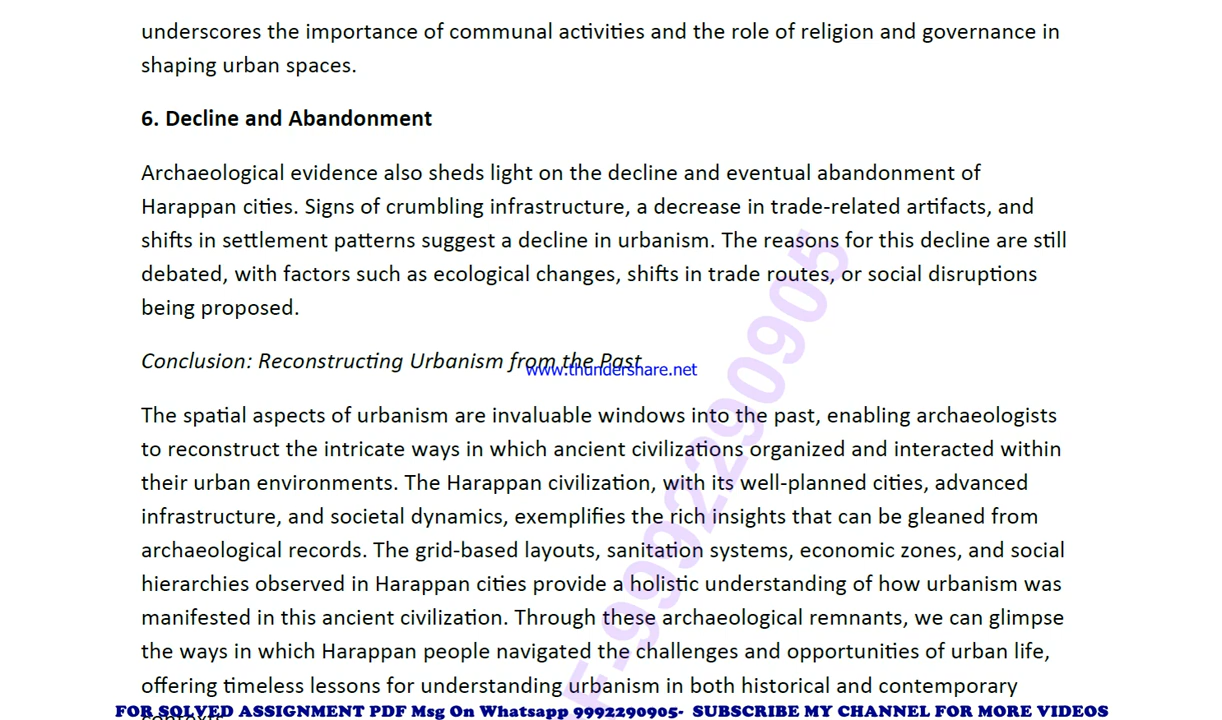 underscores the importance of communal activities and the role of religion and governance in
shaping urban spaces.
6. Decline and Abandonment
Archaeological evidence also sheds light on the decline and eventual abandonment of
Harappan cities. Signs of crumbling infrastructure, a decrease in trade-related artifacts, and
shifts in settlement patterns suggest a decline in urbanism. The reasons for this decline are still
debated, with factors such as ecological changes, shifts in trade routes, or social disruptions
being proposed.
Conclusion: Reconstructing Urbanism from the Past
www.thundershare.net
The spatial aspects of urbanism are invaluable windows into the past, enabling archaeologists
to reconstruct the intricate ways in which ancient civilizations organized and interacted within
their urban environments. The Harappan civilization, with its well-planned cities, advanced
infrastructure, and societal dynamics, exemplifies the rich insights that can be gleaned from
archaeological records. The grid-based layouts, sanitation systems, economic zones, and social
hierarchies observed in Harappan cities provide a holistic understanding of how urbanism was
manifested in this ancient civilization. Through these archaeological remnants, we can glimpse
the ways in which Harappan people navigated the challenges and opportunities of urban life,
offering timeless lessons for understanding urbanism in both historical and contemporary
contexts
F-9992290905
FOR SOLVED ASSIGNMENT PDF Msg On Whatsapp 9992290905- SUBSCRIBE MY CHANNEL FOR MORE VIDEOS